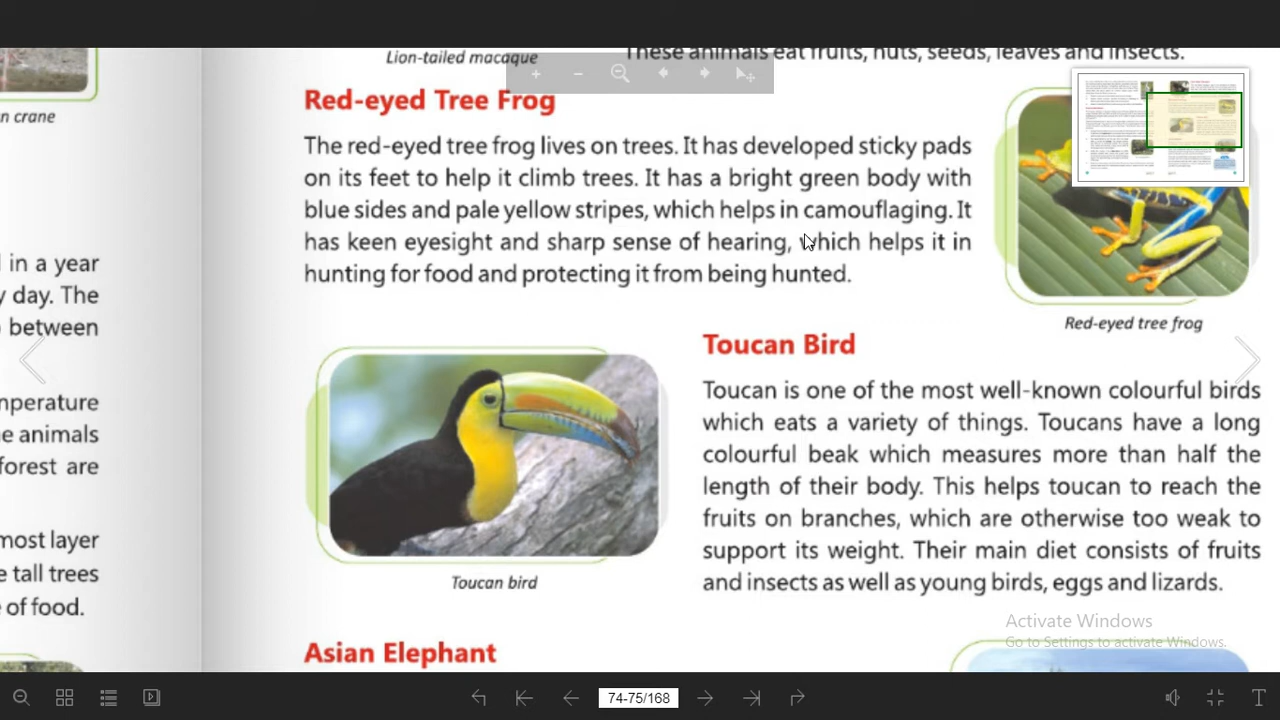 n crane
in a year
day. The
between
nperature
e animals
forest are
most layer
e tall trees
of food.
Lion-tailed macaque
These animals eat fruits, nuts, seeds, leaves and insects.
Red-eyed Tree Frog
The red-eyed tree frog lives on trees. It has developed sticky pads
on its feet to help it climb trees. It has a bright green body with
blue sides and pale yellow stripes, which helps in camouflaging. It
has keen eyesight and sharp sense of hearing, which helps it in
hunting for food and protecting it from being hunted.
Red-eyed tree frog
Toucan Bird
Toucan is one of the most well-known colourful birds
which eats a variety of things. Toucans have a long
colourful beak which measures more than half the
length of their body. This helps toucan to reach the
fruits on branches, which are otherwise too weak to
support its weight. Their main diet consists of fruits
and insects as well as young birds, eggs and lizards.
Toucan bird
Asian Elephant
Activate Windows
Go to Settings to activate Windows.
74-75/168